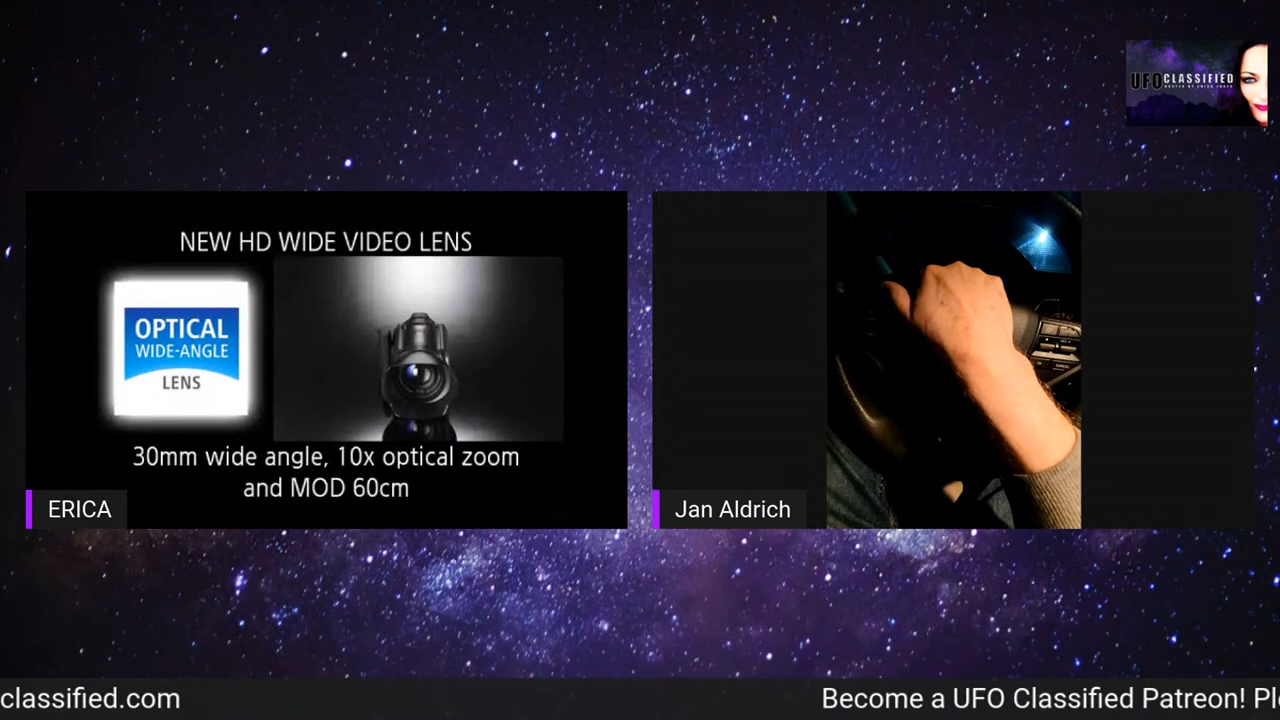 UFO CLASSIFIED
NEW HD WIDE VIDEO LENS
OPTICAL
WIDE-ANGLE
LENS
30mm wide angle, 10x optical zoom
and MOD 60cm
ERICA
Jan Aldrich
classified.com
Become a UFO Classified Patreon! Pl